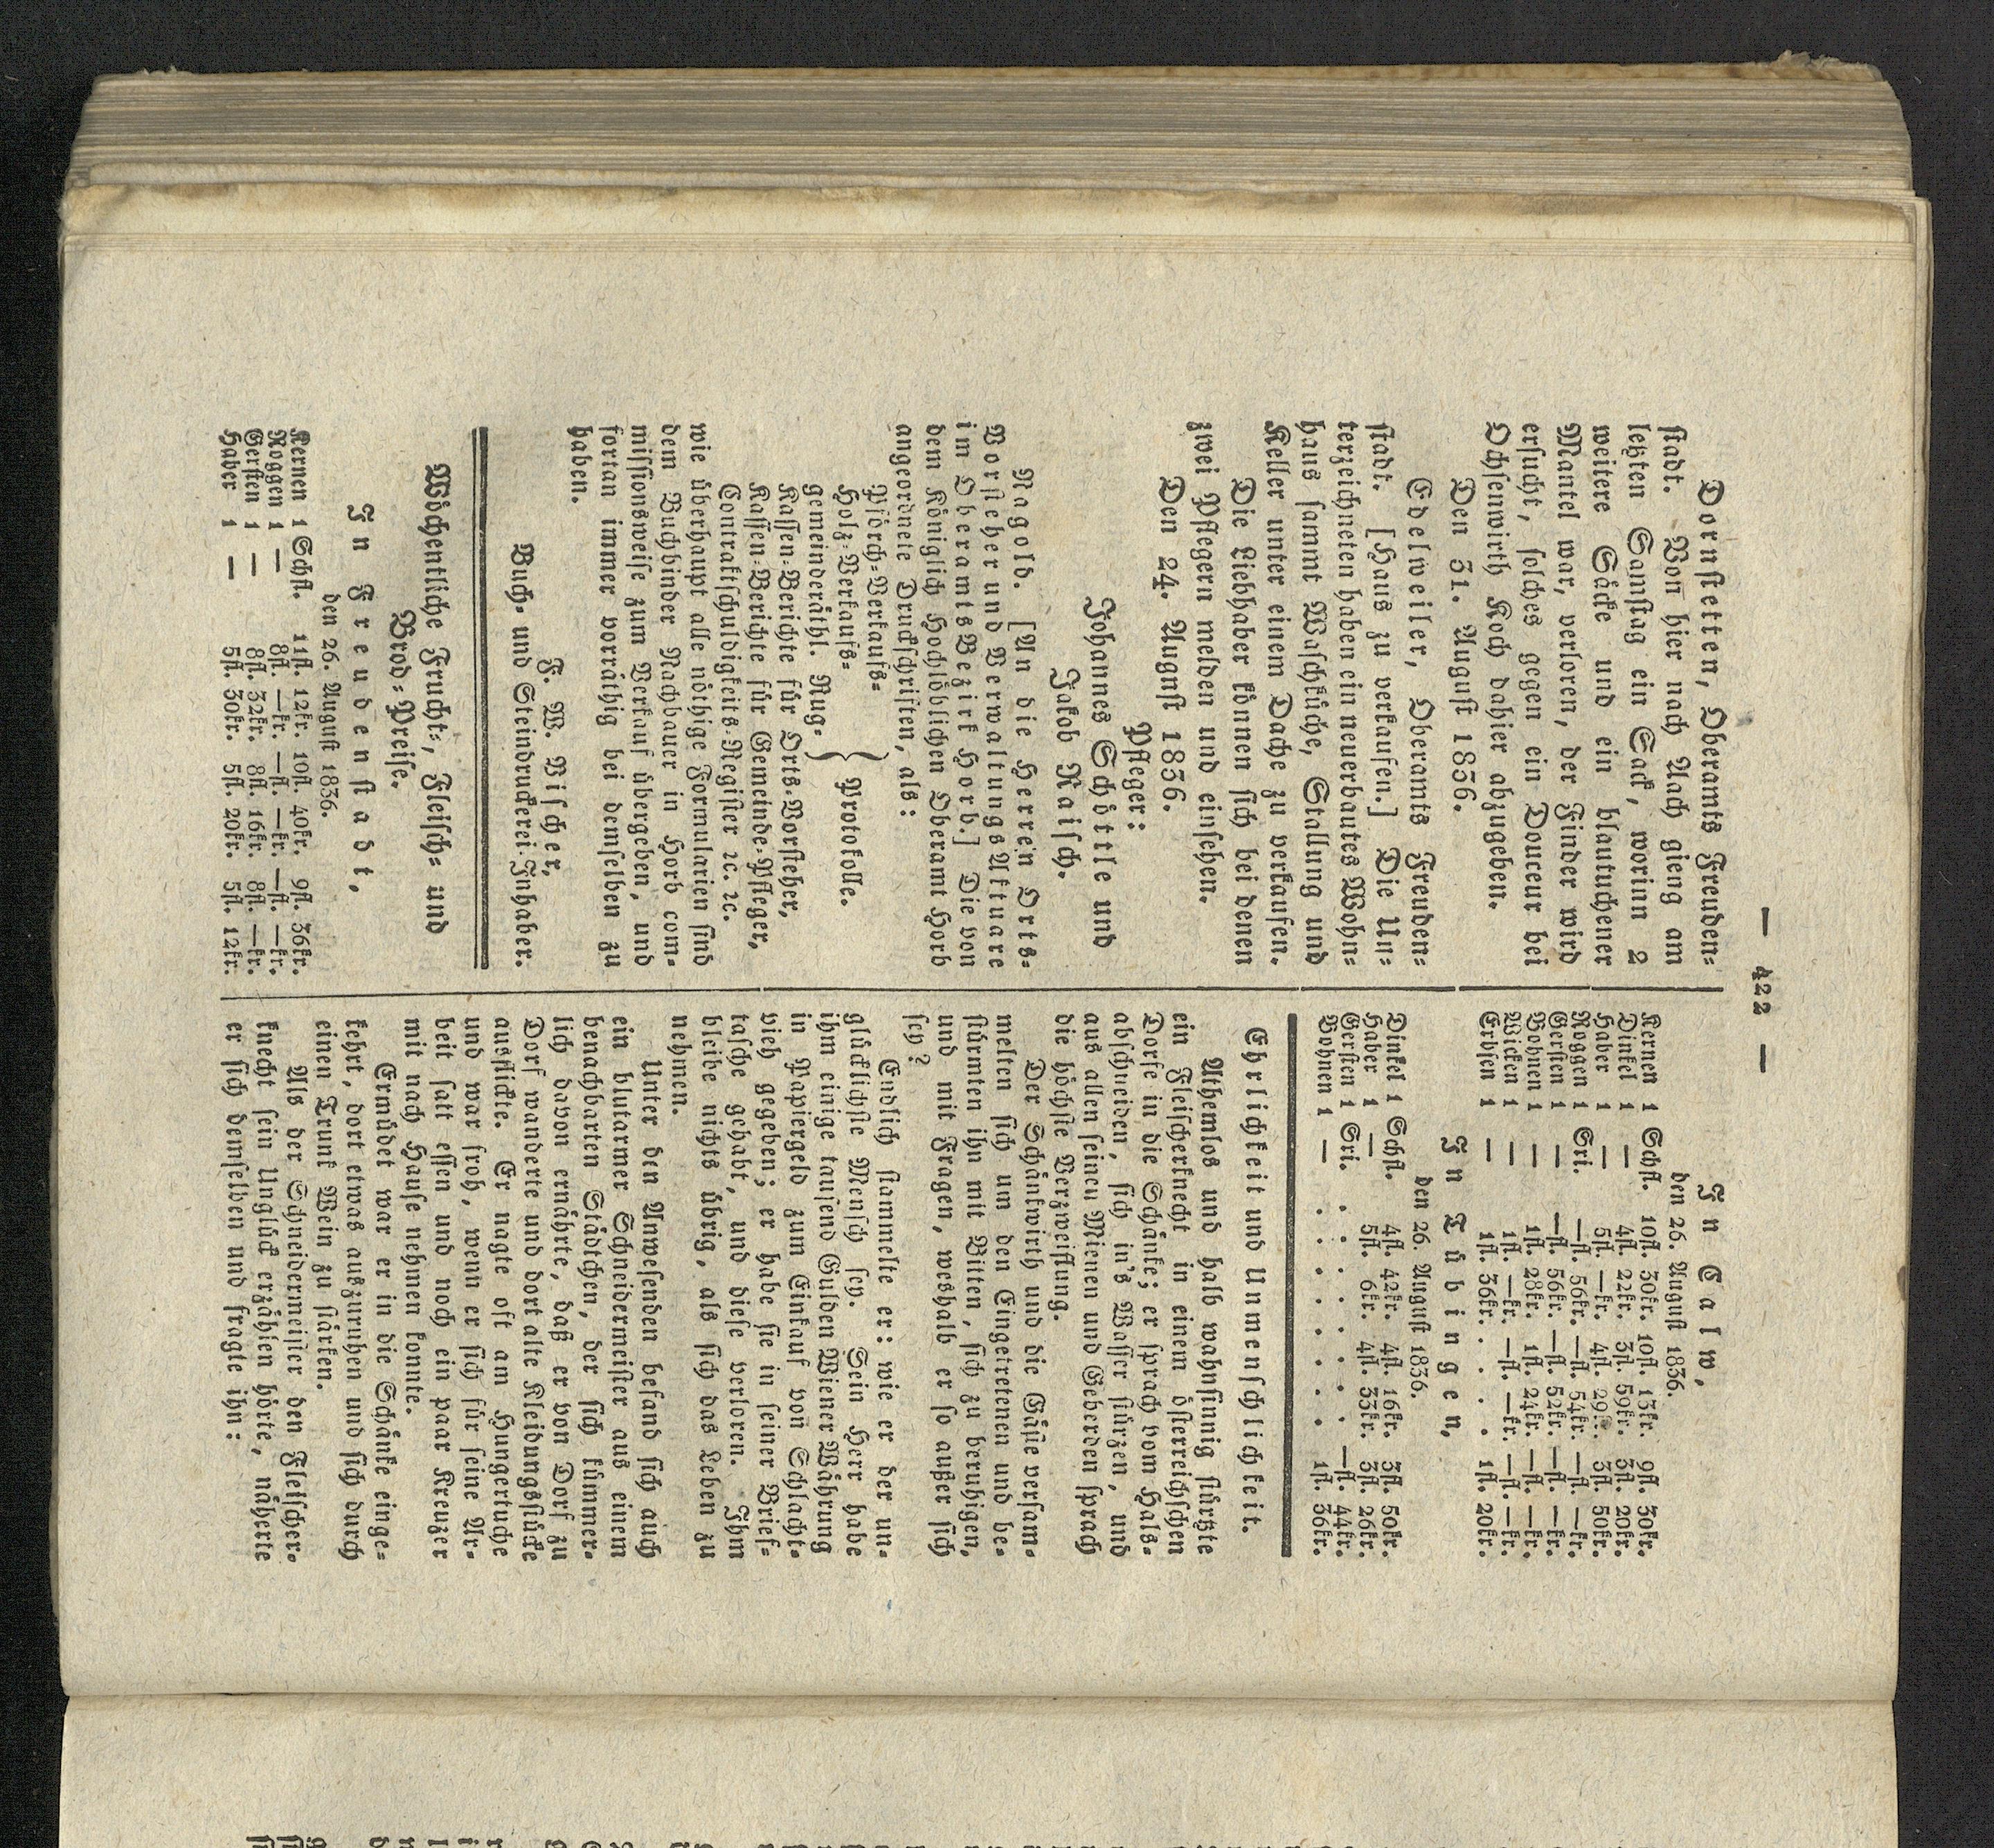 — 422 —
Dornstetten, Oberamts Freuden=
stadt. Von hier nach Aach gieng am
letzten Samstag ein Sack, worinn 2
weitere Säcke und ein blautuchener
Mantel war, verloren, der Finder wird
ersucht, solches gegen ein Douceur bei
Ochsenwirth Koch dahier abzugeben.
Den 31. August 1836.
Edelweiler, Oberamts Freuden=
stadt. [Haus zu verkaufen.] Die Un=
terzeichneten haben ein neuerbautes Wohn=
haus sammt Waschküche, Stallung und
Keller unter einem Dache zu verkaufen.
Die Liebhaber können sich bei denen
zwei Pflegern melden und einsehen.
Den 24. August 1836.
Pfleger:
Johannes Schöttle und
Jakob Raisch.
Nagold. [An die Herren Orts=
Vorsteher und VerwaltungsAktuare
im OberamtsBezirk Horb.] Die von
dem Königlich Hochlöblichen Oberamt Horb
angeordnete Druckschriften, als:
Pförch=Verkaufs=
Holz=Verkaufs= } Protokolle.
gemeinderäthl. Rug=
Kassen=Berichte für Orts=Vorsteher,
Kassen=Berichte für Gemeinde=Pfleger,
Contraktschuldigkeits=Register ꝛc. ꝛc.
wie überhaupt alle nöthige Formularien sind
dem Buchbinder Nachbauer in Horb com=
missionsweise zum Verkauf übergeben, und
fortan immer vorräthig bei demselben zu
haben.
F. W. Vischer,
Buch= und Steindruckerei=Inhaber.
Wöchentliche Frucht=, Fleisch= und
Brod=Preise.
In Freudenstadt,
den 26. August 1836.
Kernen 1 Schfl. 11fl. 12kr. 10fl. 40kr. 9fl. 36kr.
Roggen 1 — 8fl. —kr. —fl. —kr. —fl. —kr.
Gersten 1 — 8fl. 32kr. 8fl. 16kr. 8fl. —kr.
Haber 1 — 5fl. 30kr. 5fl. 20kr. 5fl. 12kr.
In Calw,
den 26. August 1836.
Kernen 1 Schfl. 10fl. 30kr. 10fl. 13kr. 9fl. 30kr.
Dinkel 1 — 4fl. 22kr. 3fl. 59kr. 3fl. 20kr.
Haber 1 — 5fl. —kr. 4fl. 29kr. 3fl. 50kr.
Roggen 1 Sri. —fl. 56kr. —fl. 54kr. —fl. —kr.
Gersten 1 — —fl. 56kr. —fl. 52kr. —fl. —kr.
Bohnen 1 — 1fl. 28kr. 1fl. 24kr. —fl. —kr.
Wicken 1 — 1fl. —kr. —fl. —kr. —fl. —kr.
Erbsen 1 — 1fl. 36kr. . . . 1fl. 20kr.
In Tübingen,
den 26. August 1836.
Dinkel 1 Schfl. 4fl. 42kr. 4fl. 16kr. 3fl. 50kr.
Haber 1 — 5fl. 6kr. 4fl. 33kr. 3fl. 26kr.
Gersten 1 Sri. . . . . . . . —fl. 44kr.
Bohnen 1 — . . . . . . . 1fl. 36kr.
Ehrlichkeit und Unmenschlichkeit.
Athemlos und halb wahnsinnig stürzte
ein Fleischerknecht in einem österreichschen
Dorfe in die Schänke; er sprach vom Hals=
abschneiden, sich in's Wasser stürzen, und
aus allen seinen Mienen und Geberden sprach
die höchste Verzweiflung.
Der Schänkwirth und die Gäste versam=
melten sich um den Eingetretenen und be=
stürmten ihn mit Bitten, sich zu beruhigen,
und mit Fragen, weshalb er so außer sich
sey?
Endlich stammelte er: wie er der un=
glücklichste Mensch sey. Sein Herr habe
ihm einige tausend Gulden Wiener Währung
in Papiergeld zum Einkauf von Schlacht=
vieh gegeben; er habe sie in seiner Brief=
tasche gehabt, und diese verloren. Ihm
bleibe nichts übrig, als sich das Leben zu
nehmen.
Unter den Anwesenden befand sich auch
ein blutarmer Schneidermeister aus einem
benachbarten Städtchen, der sich kümmer=
lich davon ernährte, daß er von Dorf zu
Dorf wanderte und dort alte Kleidungsstücke
ausflickte. Er nagte oft am Hungertuche
und war froh, wenn er sich für seine Ar=
beit satt essen und noch ein paar Kreuzer
mit nach Hause nehmen konnte.
Ermüdet war er in die Schänke einge=
kehrt, dort etwas auszuruhen und sich durch
einen Trunk Wein zu stärken.
Als der Schneidermeister den Fleischer=
knecht sein Unglück erzählen hörte, näherte
er sich demselben und fragte ihn: